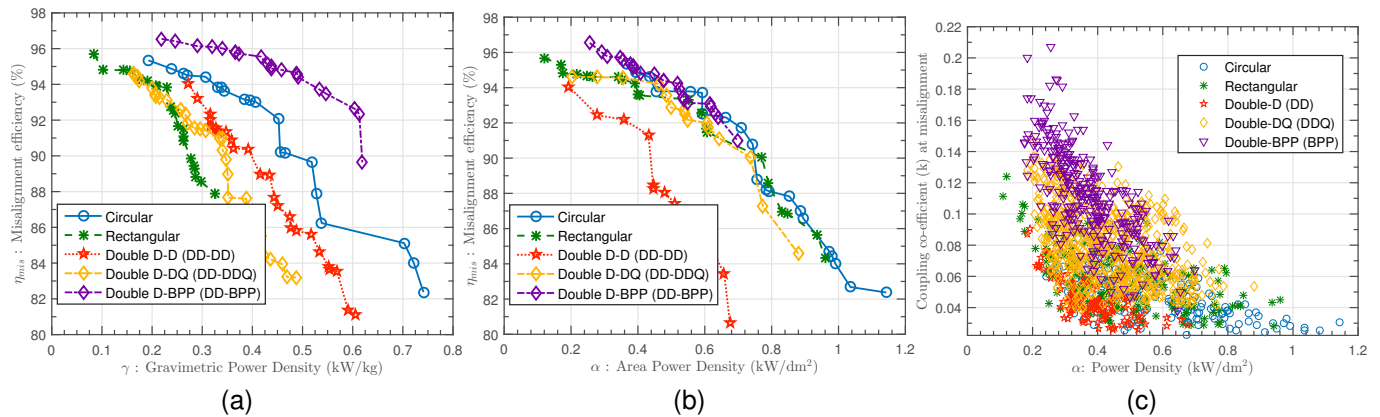 98
96
94
92
90
88
86
84
82
80
η_mis : Misalignment efficiency (%)
Circular
Rectangular
Double D-D (DD-DD)
Double D-DQ (DD-DDQ)
Double D-BPP (DD-BPP)
0 0.1 0.2 0.3 0.4 0.5 0.6 0.7 0.8
γ : Gravimetric Power Density (kW/kg)
(a)
98
96
94
92
90
88
86
84
82
80
η_mis : Misalignment efficiency (%)
Circular
Rectangular
Double D-D (DD-DD)
Double D-DQ (DD-DDQ)
Double D-BPP (DD-BPP)
0 0.2 0.4 0.6 0.8 1 1.2
α : Area Power Density (kW/dm²)
(b)
0.22
0.2
0.18
0.16
0.14
0.12
0.1
0.08
0.06
0.04
Coupling co-efficient (k) at misalignment
Circular
Rectangular
Double-D (DD)
Double-DQ (DDQ)
Double-BPP (BPP)
0 0.2 0.4 0.6 0.8 1 1.2
α: Power Density (kW/dm²)
(c)